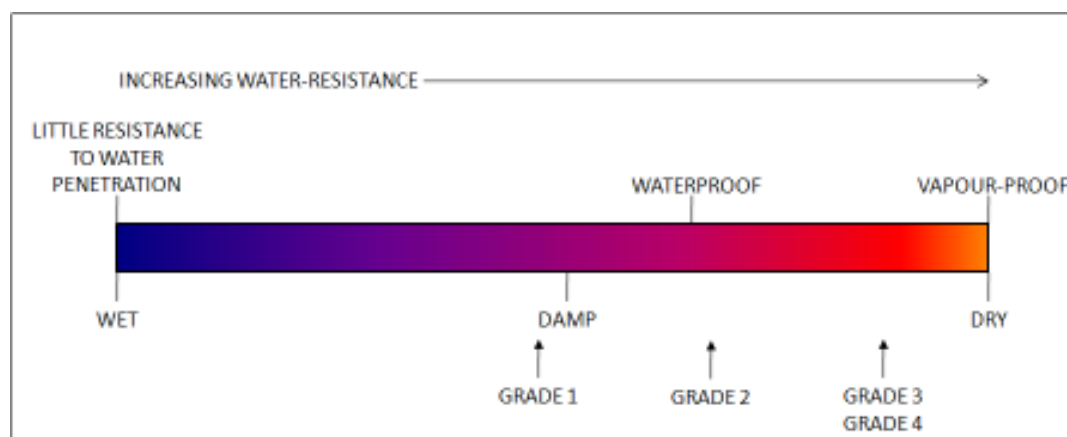 INCREASING WATER-RESISTANCE
LITTLE RESISTANCE
TO WATER
PENETRATION
WATERPROOF
VAPOUR-PROOF
WET
DAMP
DRY
GRADE 1
GRADE 2
GRADE 3
GRADE 4